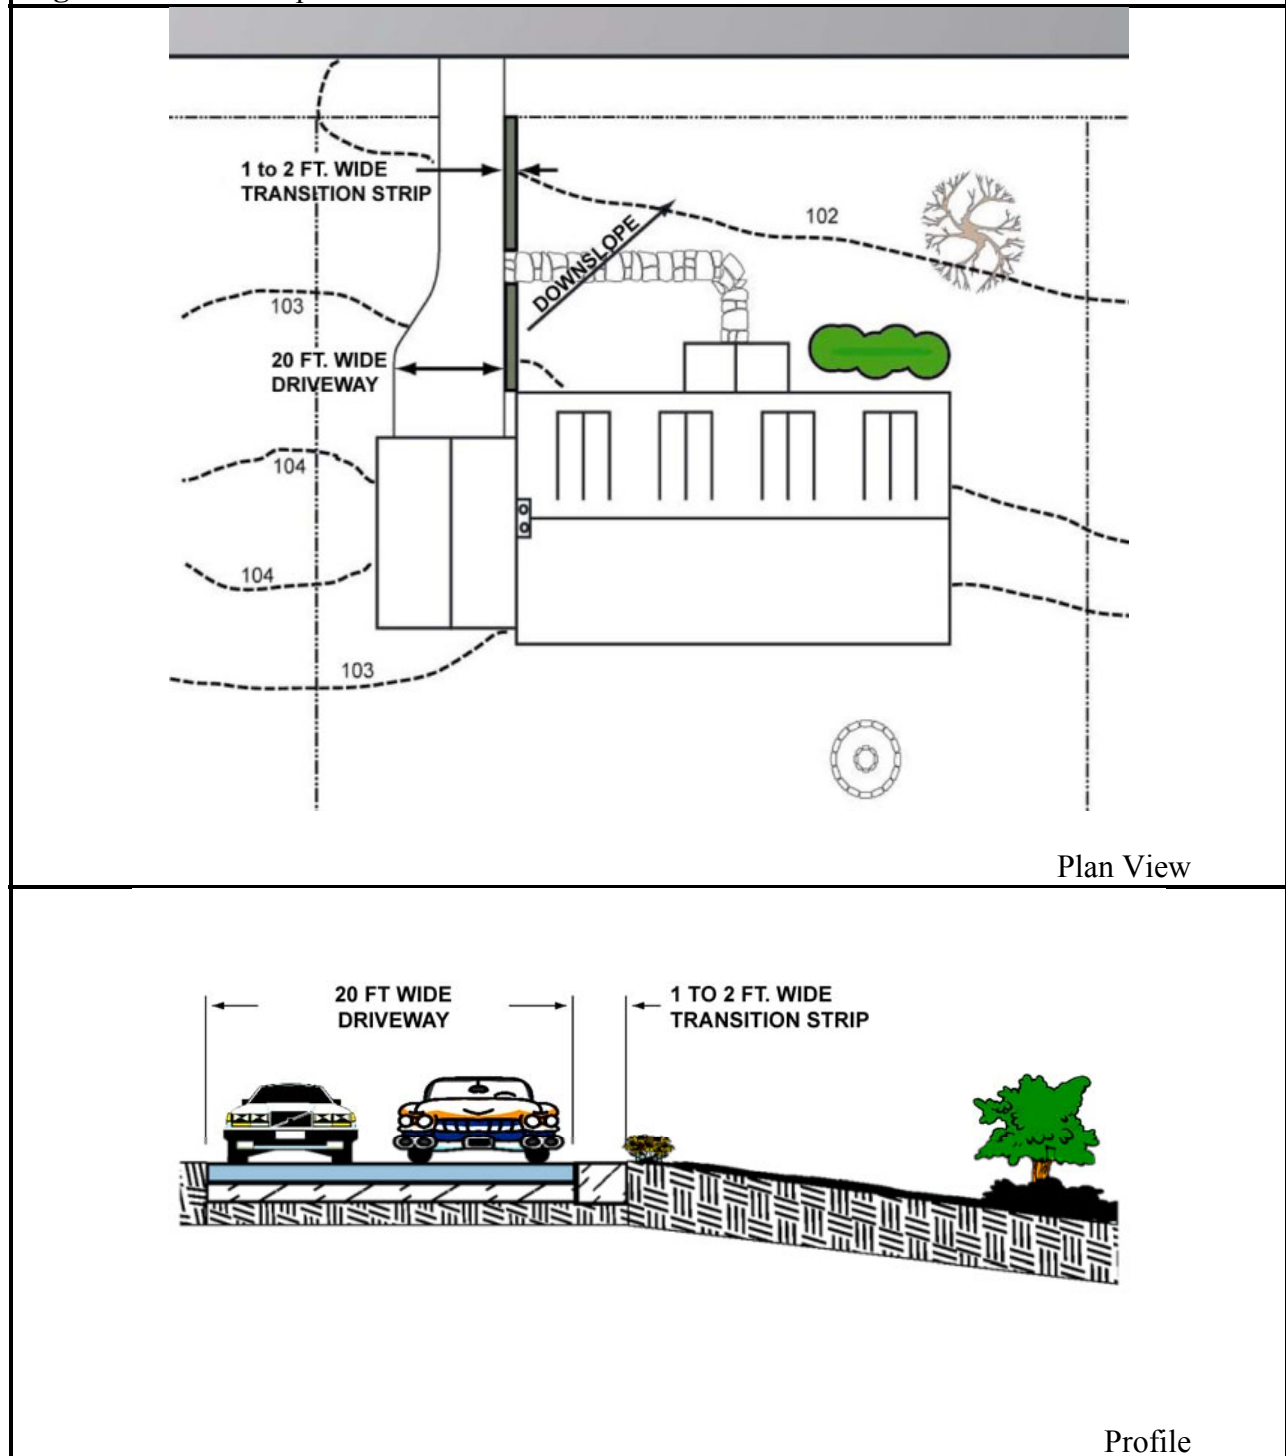 1 to 2 FT. WIDE
TRANSITION STRIP
102
DOWNSLOPE
103
20 FT. WIDE
DRIVEWAY
104
104
103
Plan View
20 FT WIDE
DRIVEWAY
1 TO 2 FT. WIDE
TRANSITION STRIP
Profile